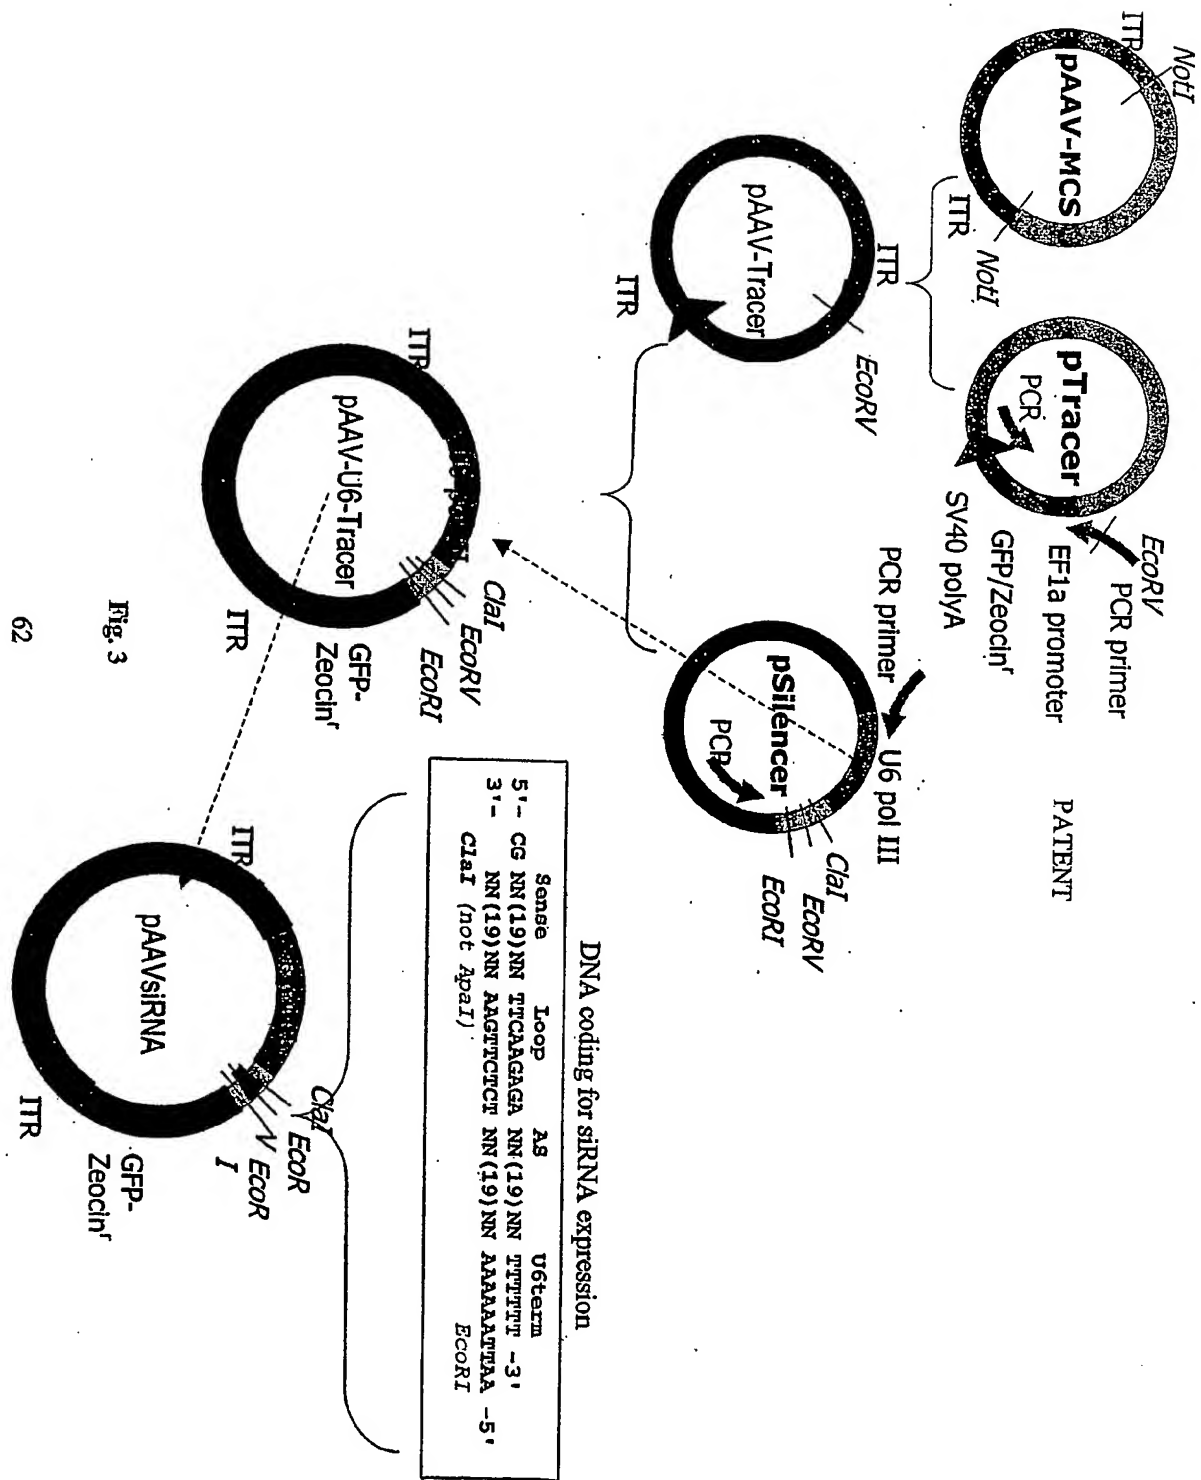 PATENT
NotI
ITR
pAAV-MCS
ITR
NotI
pTracer
PCR
EcoRV
PCR primer
EF1a promoter
GFP/Zeocinʳ
SV40 polyA
pAAV-Tracer
ITR
EcoRV
ITR
PCR primer
U6 pol III
pSilencer
PCR
ClaI
EcoRV
EcoRI
ITR
pAAV-U6-Tracer
ClaI
EcoRV
EcoRI
GFP-
Zeocinʳ
ITR
DNA coding for siRNA expression
Sense Loop AS U6term
5'- CG NN(19)NN TTCAAGAGA NN(19)NN TTTTTT -3'
3'- NN(19)NN AAGTTCTCT NN(19)NN AAAAAATTAA -5'
ClaI (not ApaI) EcoRI
ITR
pAAVsiRNA
ClaI
EcoR
V EcoR
I
GFP-
Zeocinʳ
ITR
Fig. 3
62